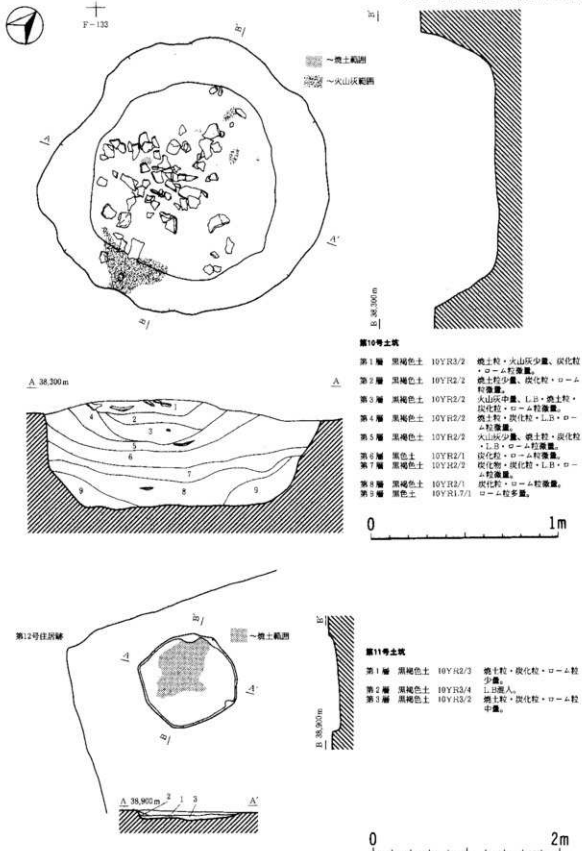 F-133
B'
B'
～焼土範囲
～火山灰範囲
A
A'
B
B 38,300m
第10号土坑
第1層 黒褐色土 10YR3/2 焼土粒・火山灰少量、炭化粒
・ローム粒微量。
第2層 黒褐色土 10YR2/2 焼土粒少量、炭化粒・ローム
粒微量。
第3層 黒褐色土 10YR2/2 火山灰中量、L.B・焼土粒・
炭化粒・ローム粒微量。
第4層 黒褐色土 10YR2/2 焼土粒・炭化粒・L.B・ロー
ム粒微量。
第5層 黒褐色土 10YR2/2 火山灰少量、焼土粒・炭化粒
・L.B・ローム粒微量。
第6層 黒色土 10YR2/1 炭化粒・ローム粒微量。
第7層 黒褐色土 10YR2/2 炭化物・炭化粒・L.B・ロー
ム粒微量。
第8層 黒褐色土 10YR2/1 炭化粒・ローム粒微量。
第9層 黒色土 10YR1.7/1 ローム粒多量。
A 38,300m
A
1
2
3
4
5
6
7
8
9
9
0 1m
第12号住居跡
～焼土範囲
B'
A
A'
B
B'
B 38,900m
第11号土坑
第1層 黒褐色土 10YR2/3 焼土粒・炭化粒・ローム粒
少量。
第2層 黒褐色土 10YR3/4 L.B混入。
第3層 黒褐色土 10YR3/2 焼土粒・炭化粒・ローム粒
中量。
A 38,900m
A'
2
1
3
0 2m